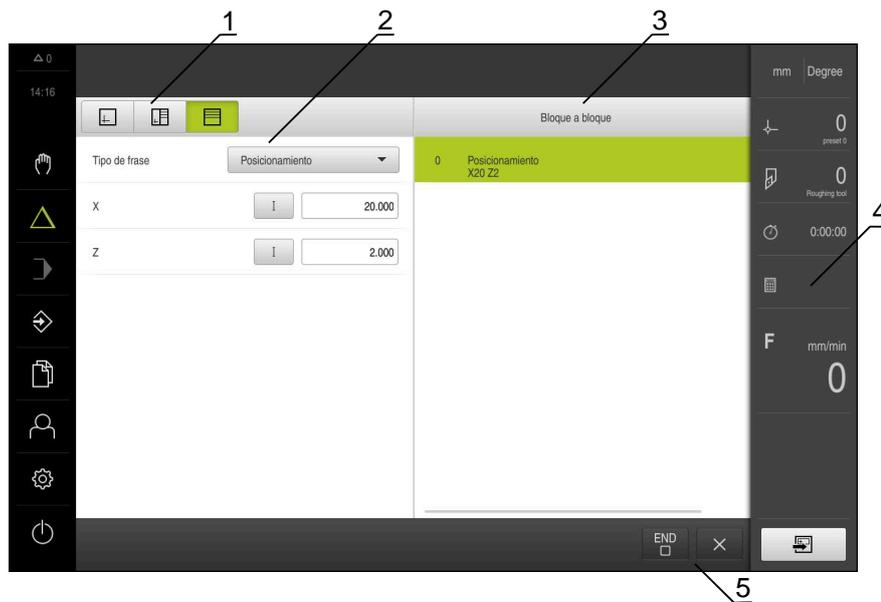 1
2
3
0
14:16
mm Degree
Bloque a bloque
0
preset 0
Tipo de frase Posicionamiento
0 Posicionamiento
X20 Z2
0
Roughing tool
X I 20.000
4
0:00:00
Z I 2.000
F mm/min
0
END
5